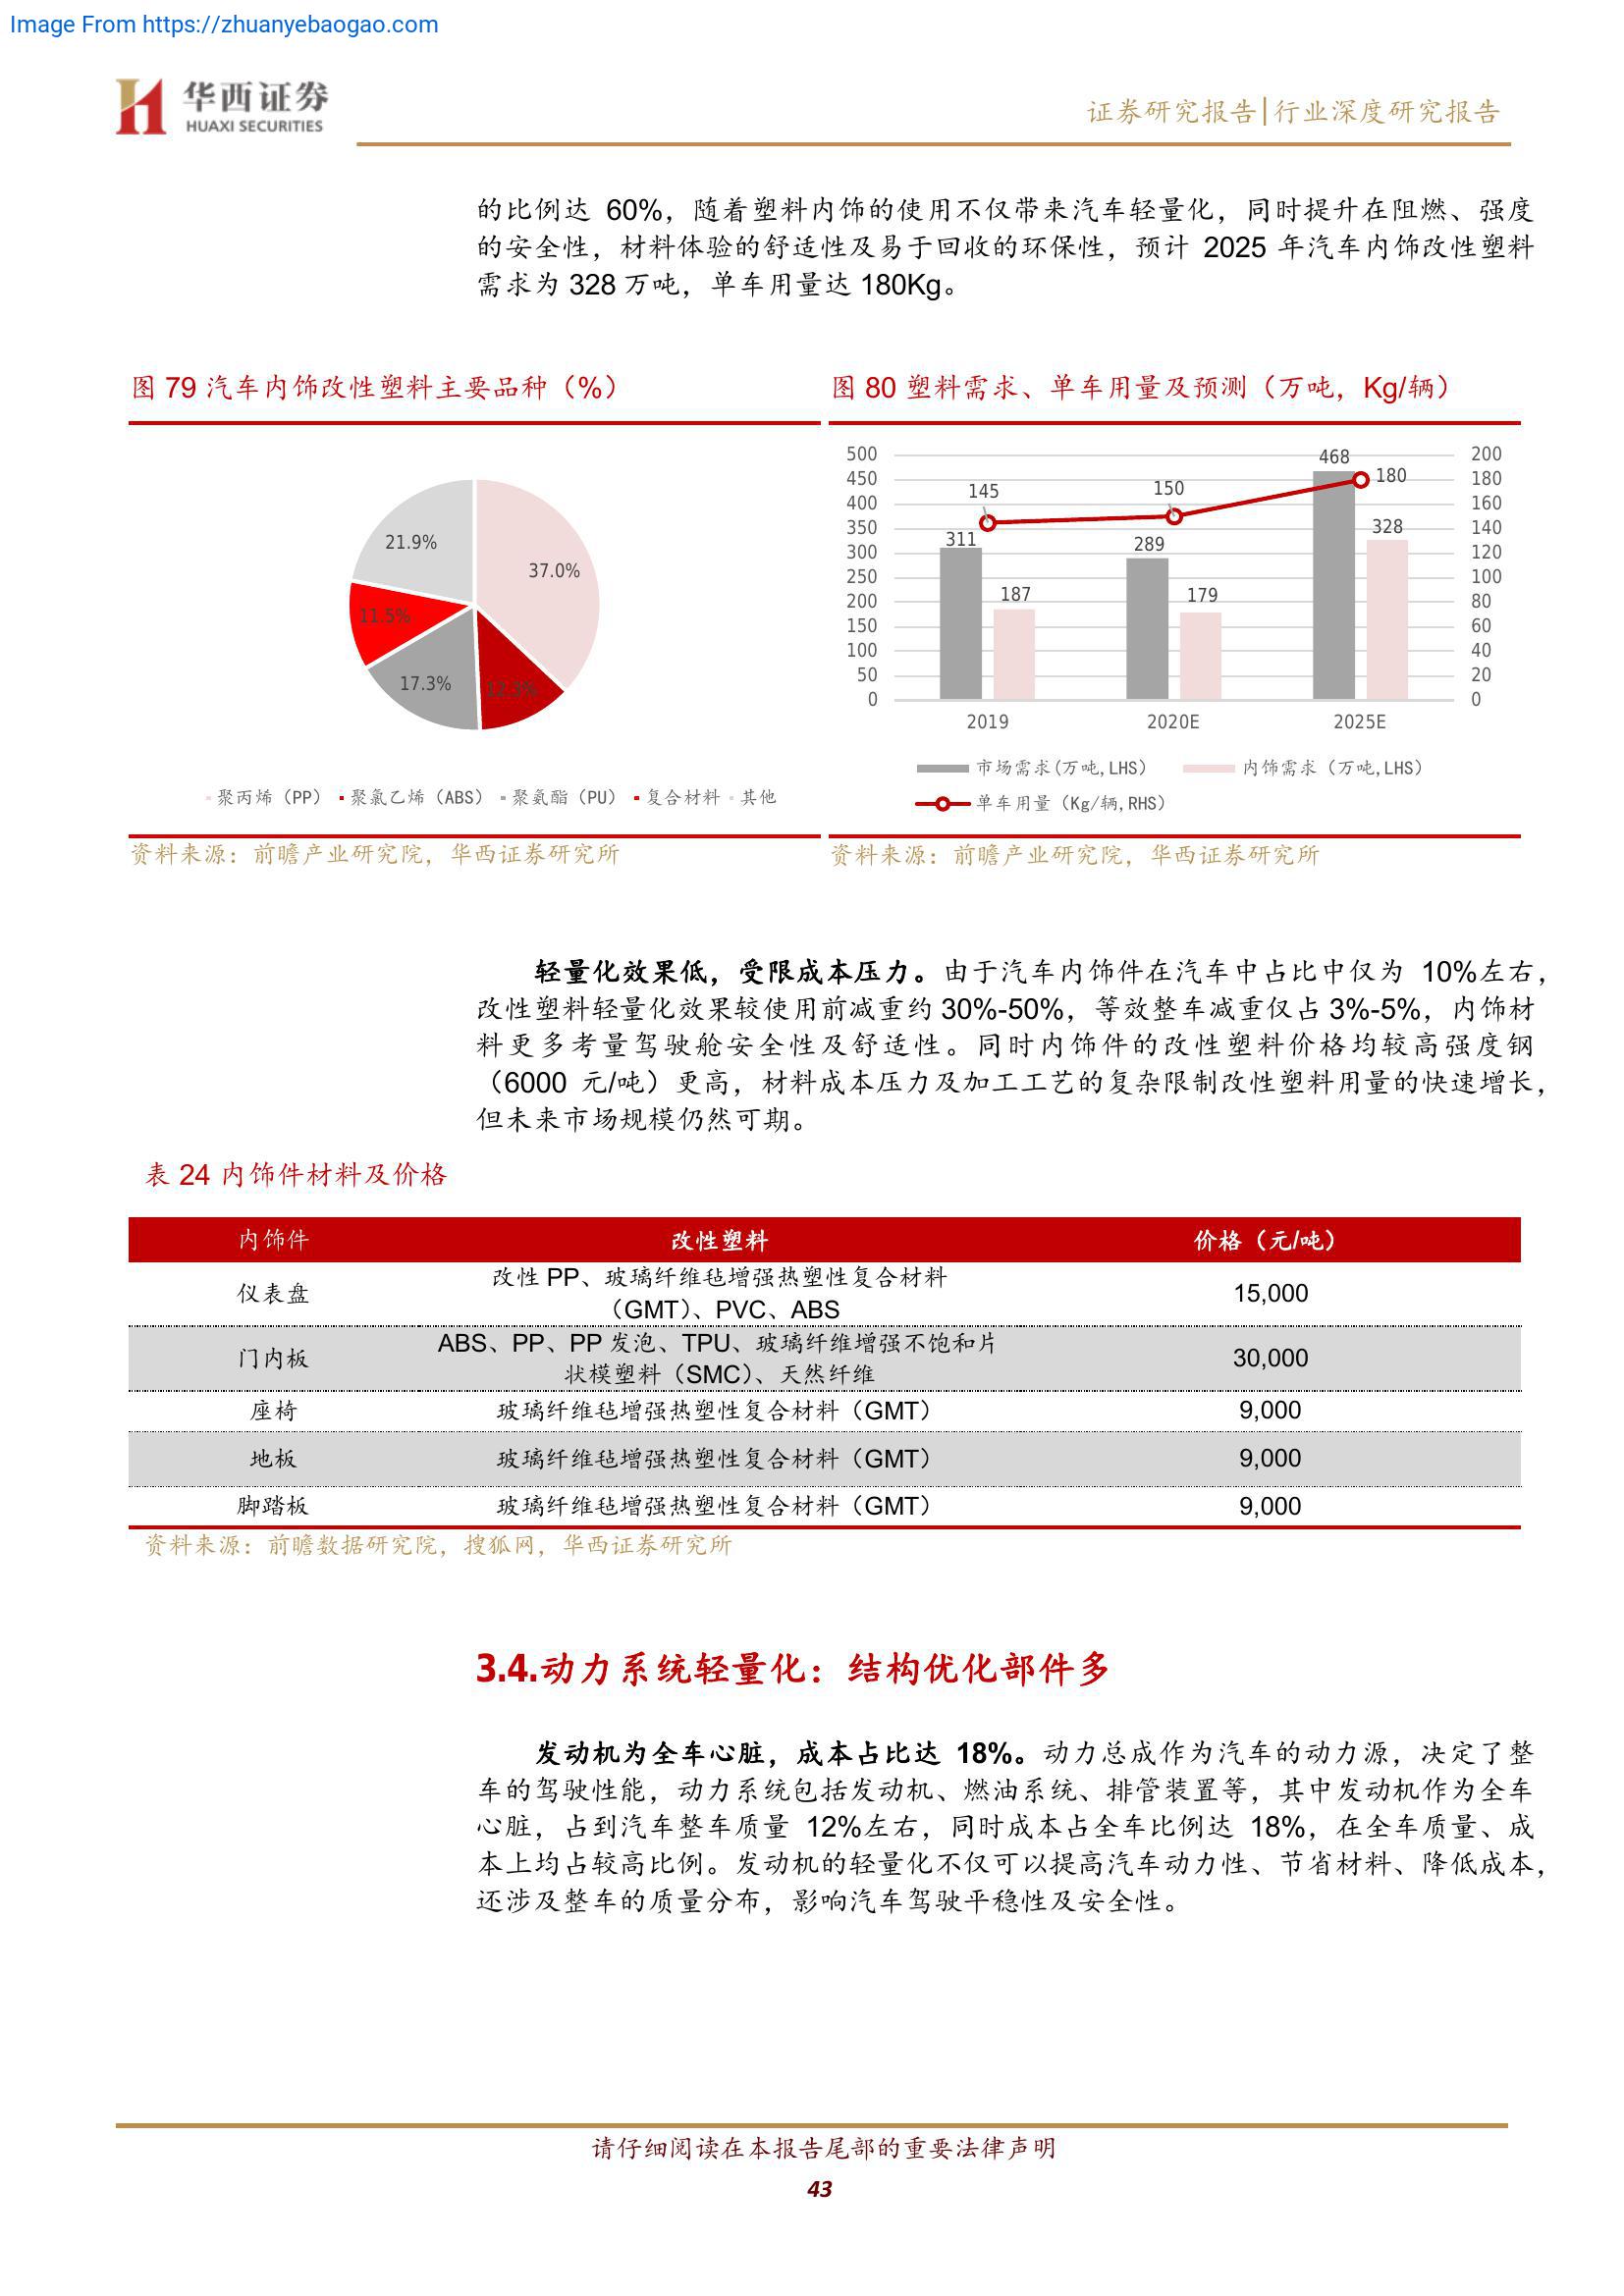 Image From https://zhuanyebaogao.com
华西证券
HUAXI SECURITIES
证券研究报告|行业深度研究报告
的比例达 60%，随着塑料内饰的使用不仅带来汽车轻量化，同时提升在阻燃、强度
的安全性，材料体验的舒适性及易于回收的环保性，预计 2025 年汽车内饰改性塑料
需求为 328 万吨，单车用量达 180Kg。
图 79 汽车内饰改性塑料主要品种（%）
37.0%
12.3%
17.3%
11.5%
21.9%
聚丙烯（PP） 聚氯乙烯（ABS） 聚氨酯（PU） 复合材料 其他
资料来源：前瞻产业研究院，华西证券研究所
图 80 塑料需求、单车用量及预测（万吨，Kg/辆）
500
450
400
350
300
250
200
150
100
50
0
200
180
160
140
120
100
80
60
40
20
0
145
150
180
311
187
289
179
468
328
2019 2020E 2025E
市场需求(万吨,LHS） 内饰需求（万吨,LHS）
单车用量（Kg/辆,RHS）
资料来源：前瞻产业研究院，华西证券研究所
轻量化效果低，受限成本压力。由于汽车内饰件在汽车中占比中仅为 10%左右，
改性塑料轻量化效果较使用前减重约 30%-50%，等效整车减重仅占 3%-5%，内饰材
料更多考量驾驶舱安全性及舒适性。同时内饰件的改性塑料价格均较高强度钢
（6000 元/吨）更高，材料成本压力及加工工艺的复杂限制改性塑料用量的快速增长，
但未来市场规模仍然可期。
表 24 内饰件材料及价格
内饰件 改性塑料 价格（元/吨）
仪表盘 改性 PP、玻璃纤维毡增强热塑性复合材料
（GMT）、PVC、ABS 15,000
门内板 ABS、PP、PP 发泡、TPU、玻璃纤维增强不饱和片
状模塑料（SMC）、天然纤维 30,000
座椅 玻璃纤维毡增强热塑性复合材料（GMT） 9,000
地板 玻璃纤维毡增强热塑性复合材料（GMT） 9,000
脚踏板 玻璃纤维毡增强热塑性复合材料（GMT） 9,000
资料来源：前瞻数据研究院，搜狐网，华西证券研究所
3.4.动力系统轻量化：结构优化部件多
发动机为全车心脏，成本占比达 18%。动力总成作为汽车的动力源，决定了整
车的驾驶性能，动力系统包括发动机、燃油系统、排管装置等，其中发动机作为全车
心脏，占到汽车整车质量 12%左右，同时成本占全车比例达 18%，在全车质量、成
本上均占较高比例。发动机的轻量化不仅可以提高汽车动力性、节省材料、降低成本，
还涉及整车的质量分布，影响汽车驾驶平稳性及安全性。
请仔细阅读在本报告尾部的重要法律声明
43